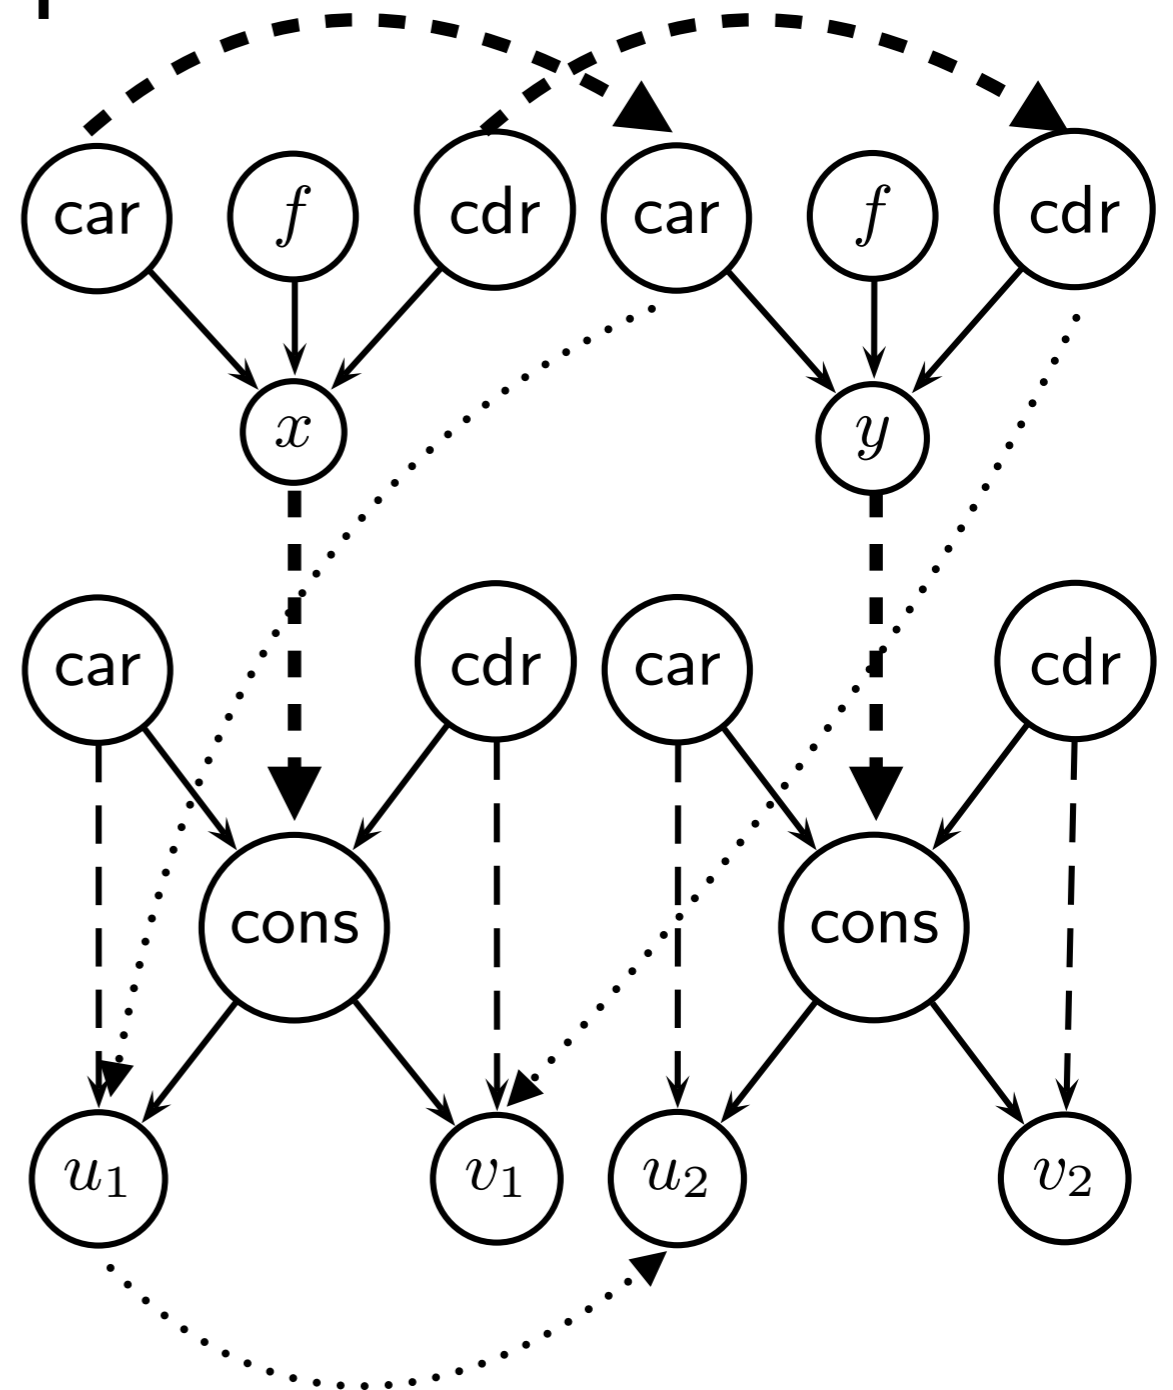 car f cdr car f cdr
x y
car cdr car cdr
cons cons
u₁ v₁ u₂ v₂